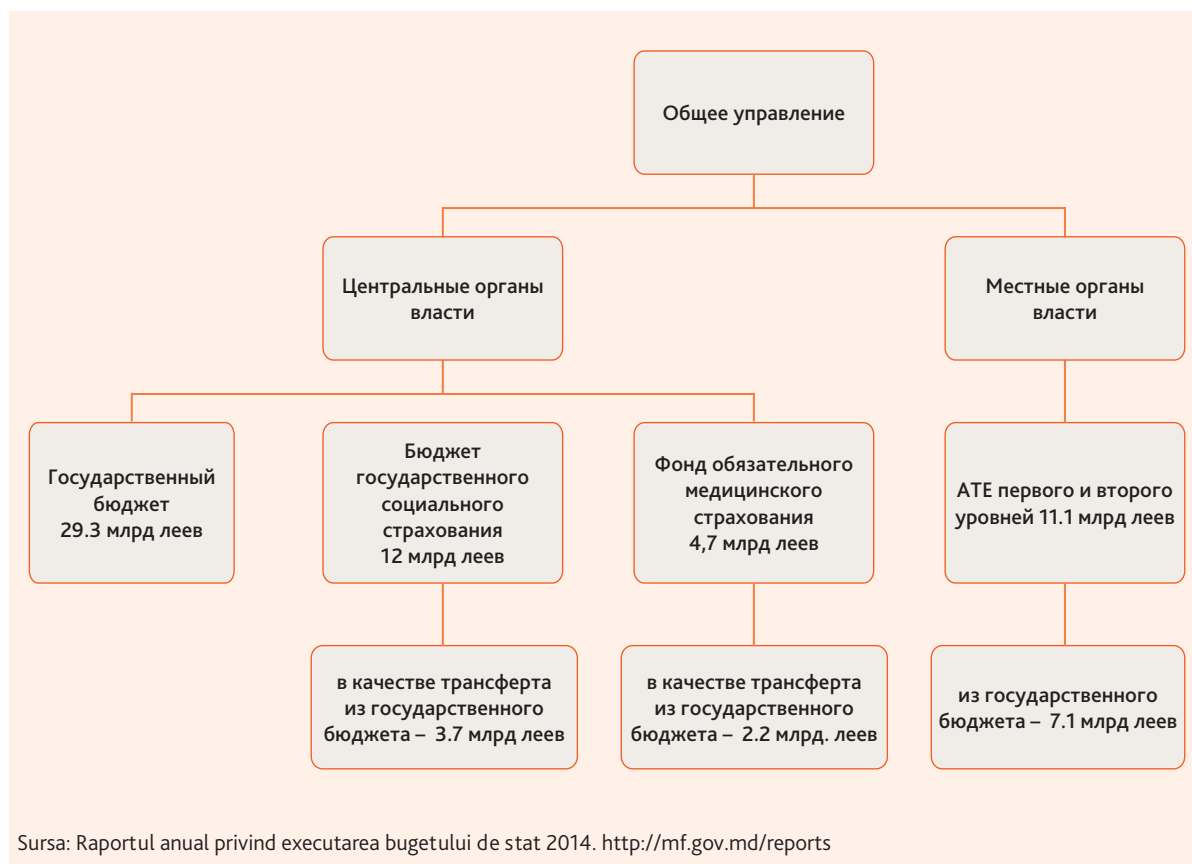 Общее управление
Центральные органы
власти
Местные органы
власти
Государственный
бюджет
29.3 млрд леев
Бюджет
государственного
социального
страхования
12 млрд леев
Фонд обязательного
медицинского
страхования
4,7 млрд леев
АТЕ первого и второго
уровней 11.1 млрд леев
в качестве трансферта
из государственного
бюджета – 3.7 млрд леев
в качестве трансферта
из государственного
бюджета – 2.2 млрд. леев
из государственного
бюджета – 7.1 млрд леев
Sursa: Raportul anual privind executarea bugetului de stat 2014. http://mf.gov.md/reports